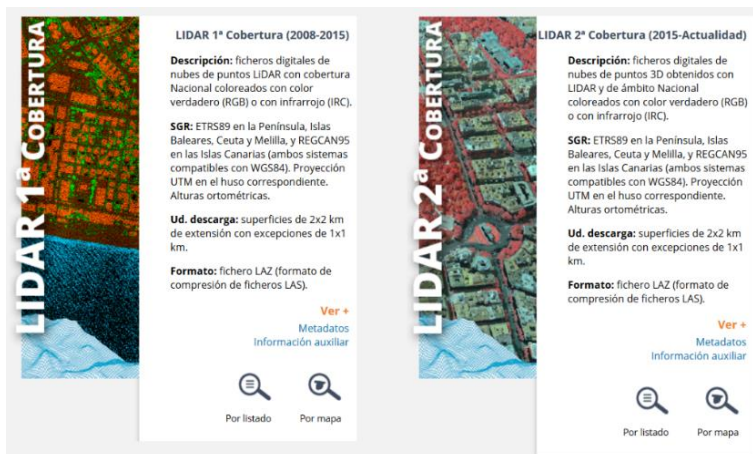 LIDAR 1ª COBERTURA
LIDAR 1ª Cobertura (2008-2015)
Descripción: ficheros digitales de
nubes de puntos LiDAR con cobertura
Nacional coloreados con color
verdadero (RGB) o con infrarrojo (IRC).
SGR: ETRS89 en la Península, Islas
Baleares, Ceuta y Melilla, y REGCAN95
en las Islas Canarias (ambos sistemas
compatibles con WGS84). Proyección
UTM en el huso correspondiente.
Alturas ortométricas.
Ud. descarga: superficies de 2x2 km
de extensión con excepciones de 1x1
km.
Formato: fichero LAZ (formato de
compresión de ficheros LAS).
Ver +
Metadatos
Información auxiliar
Por listado
Por mapa
LIDAR 2ª COBERTURA
LIDAR 2ª Cobertura (2015-Actualidad)
Descripción: ficheros digitales de
nubes de puntos 3D obtenidos con
LIDAR y de ámbito Nacional
coloreados con color verdadero (RGB)
o con infrarrojo (IRC).
SGR: ETRS89 en la Península, Islas
Baleares, Ceuta y Melilla, y REGCAN95
en las Islas Canarias (ambos sistemas
compatibles con WGS84). Proyección
UTM en el huso correspondiente.
Alturas ortométricas.
Ud. descarga: superficies de 2x2 km
de extensión con excepciones de 1x1
km.
Formato: fichero LAZ (formato de
compresión de ficheros LAS).
Ver +
Metadatos
Información auxiliar
Por listado
Por mapa